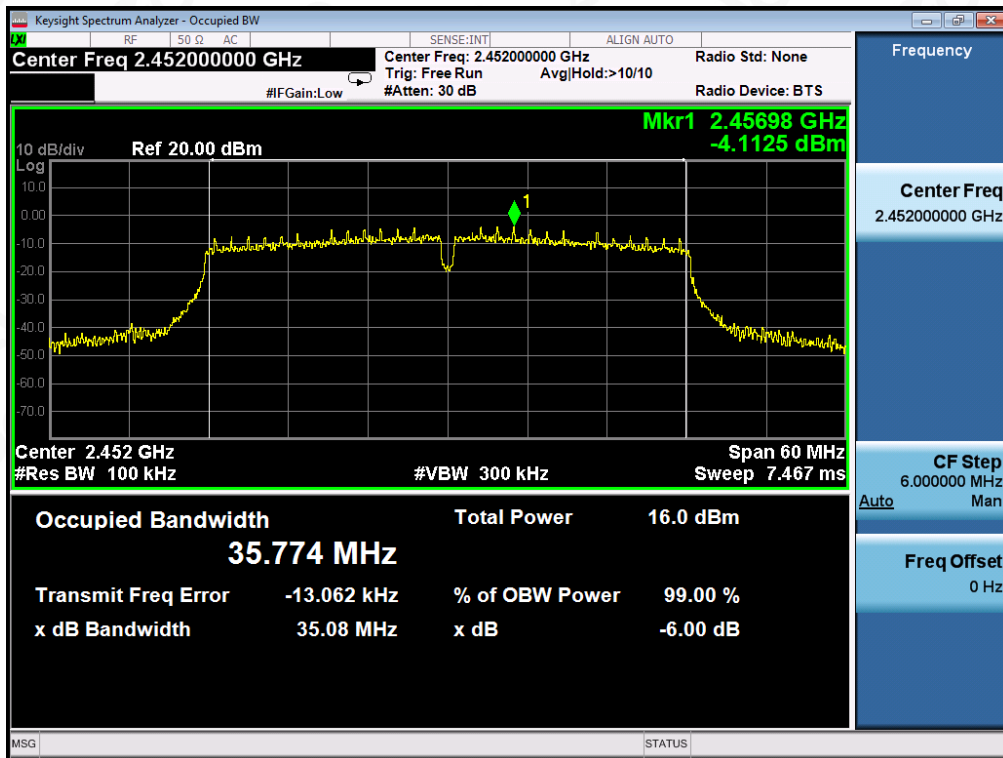 Keysight Spectrum Analyzer - Occupied BW
LXI RF 50 Ω AC SENSE:INT ALIGN AUTO
Center Freq 2.452000000 GHz
Center Freq: 2.452000000 GHz Radio Std: None
Trig: Free Run Avg|Hold:>10/10
#IFGain:Low #Atten: 30 dB Radio Device: BTS
Mkr1 2.45698 GHz
-4.1125 dBm
10 dB/div Ref 20.00 dBm
Log
10.0
0.00
-10.0
-20.0
-30.0
-40.0
-50.0
-60.0
-70.0
1
Center 2.452 GHz Span 60 MHz
#Res BW 100 kHz #VBW 300 kHz Sweep 7.467 ms
Occupied Bandwidth Total Power 16.0 dBm
35.774 MHz
Transmit Freq Error -13.062 kHz % of OBW Power 99.00 %
x dB Bandwidth 35.08 MHz x dB -6.00 dB
MSG STATUS
Frequency
Center Freq
2.452000000 GHz
CF Step
6.000000 MHz
Auto Man
Freq Offset
0 Hz